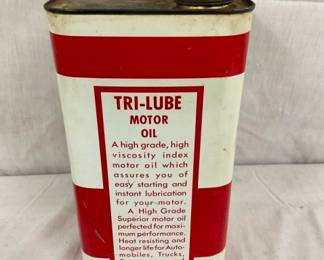 TRI-LUBE
MOTOR
OIL
A high grade, high
viscosity index
motor oil which
assures you of
easy starting and
instant lubrication
for your motor.
A High Grade
Superior motor oil
perfected for maxi-
mum performance.
Heat resisting and
longer life for Auto-
mobiles, Trucks,